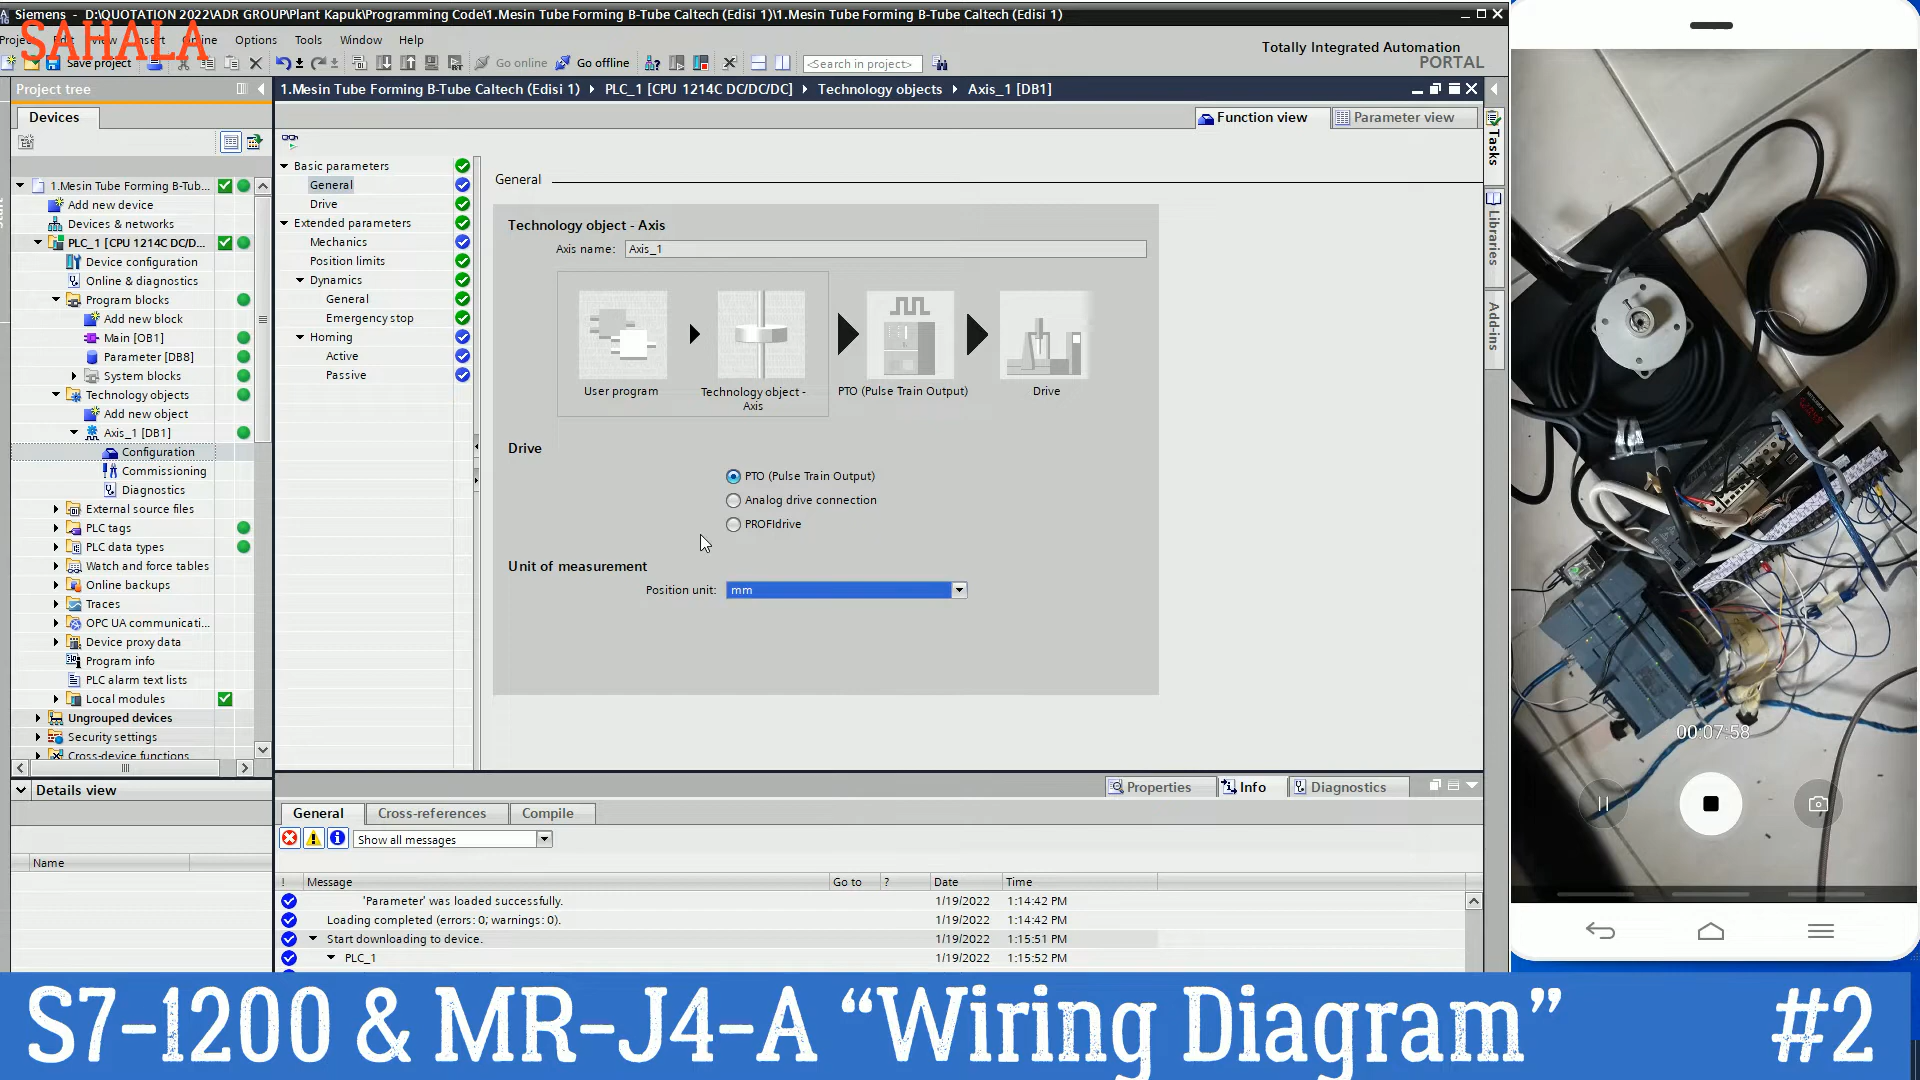 Siemens - D:\QUOTATION 2022\ADR GROUP\Plant Kapuk\Programming Code\1.Mesin Tube Forming B-Tube Caltech (Edisi 1)\1.Mesin Tube Forming B-Tube Caltech (Edisi 1)
SAHALA
Options Tools Window Help
Save project
Go online
Go offline
<Search in project>
Totally Integrated Automation
PORTAL
Project tree
1.Mesin Tube Forming B-Tube Caltech (Edisi 1) PLC_1 [CPU 1214C DC/DC/DC] Technology objects Axis_1 [DB1]
Devices
Function view
Parameter view
1.Mesin Tube Forming B-Tub...
Add new device
Devices & networks
PLC_1 [CPU 1214C DC/D...
Device configuration
Online & diagnostics
Program blocks
Add new block
Main [OB1]
Parameter [DB8]
System blocks
Technology objects
Add new object
Axis_1 [DB1]
Configuration
Commissioning
Diagnostics
External source files
PLC tags
PLC data types
Watch and force tables
Online backups
Traces
OPC UA communicati...
Device proxy data
Program info
PLC alarm text lists
Local modules
Ungrouped devices
Security settings
Cross-device functions
Details view
Name
Basic parameters
General
Drive
Extended parameters
Mechanics
Position limits
Dynamics
General
Emergency stop
Homing
Active
Passive
General
Technology object - Axis
Axis name: Axis_1
User program
Technology object -
Axis
PTO (Pulse Train Output)
Drive
Drive
PTO (Pulse Train Output)
Analog drive connection
PROFIdrive
Unit of measurement
Position unit: mm
Tasks
Libraries
Add-ins
Properties
Info
Diagnostics
General
Cross-references
Compile
Show all messages
! Message Go to ? Date Time
'Parameter' was loaded successfully. 1/19/2022 1:14:42 PM
Loading completed (errors: 0; warnings: 0). 1/19/2022 1:14:42 PM
Start downloading to device. 1/19/2022 1:15:51 PM
PLC_1 1/19/2022 1:15:52 PM
00:07:58
S7-1200 & MR-J4-A “Wiring Diagram” #2